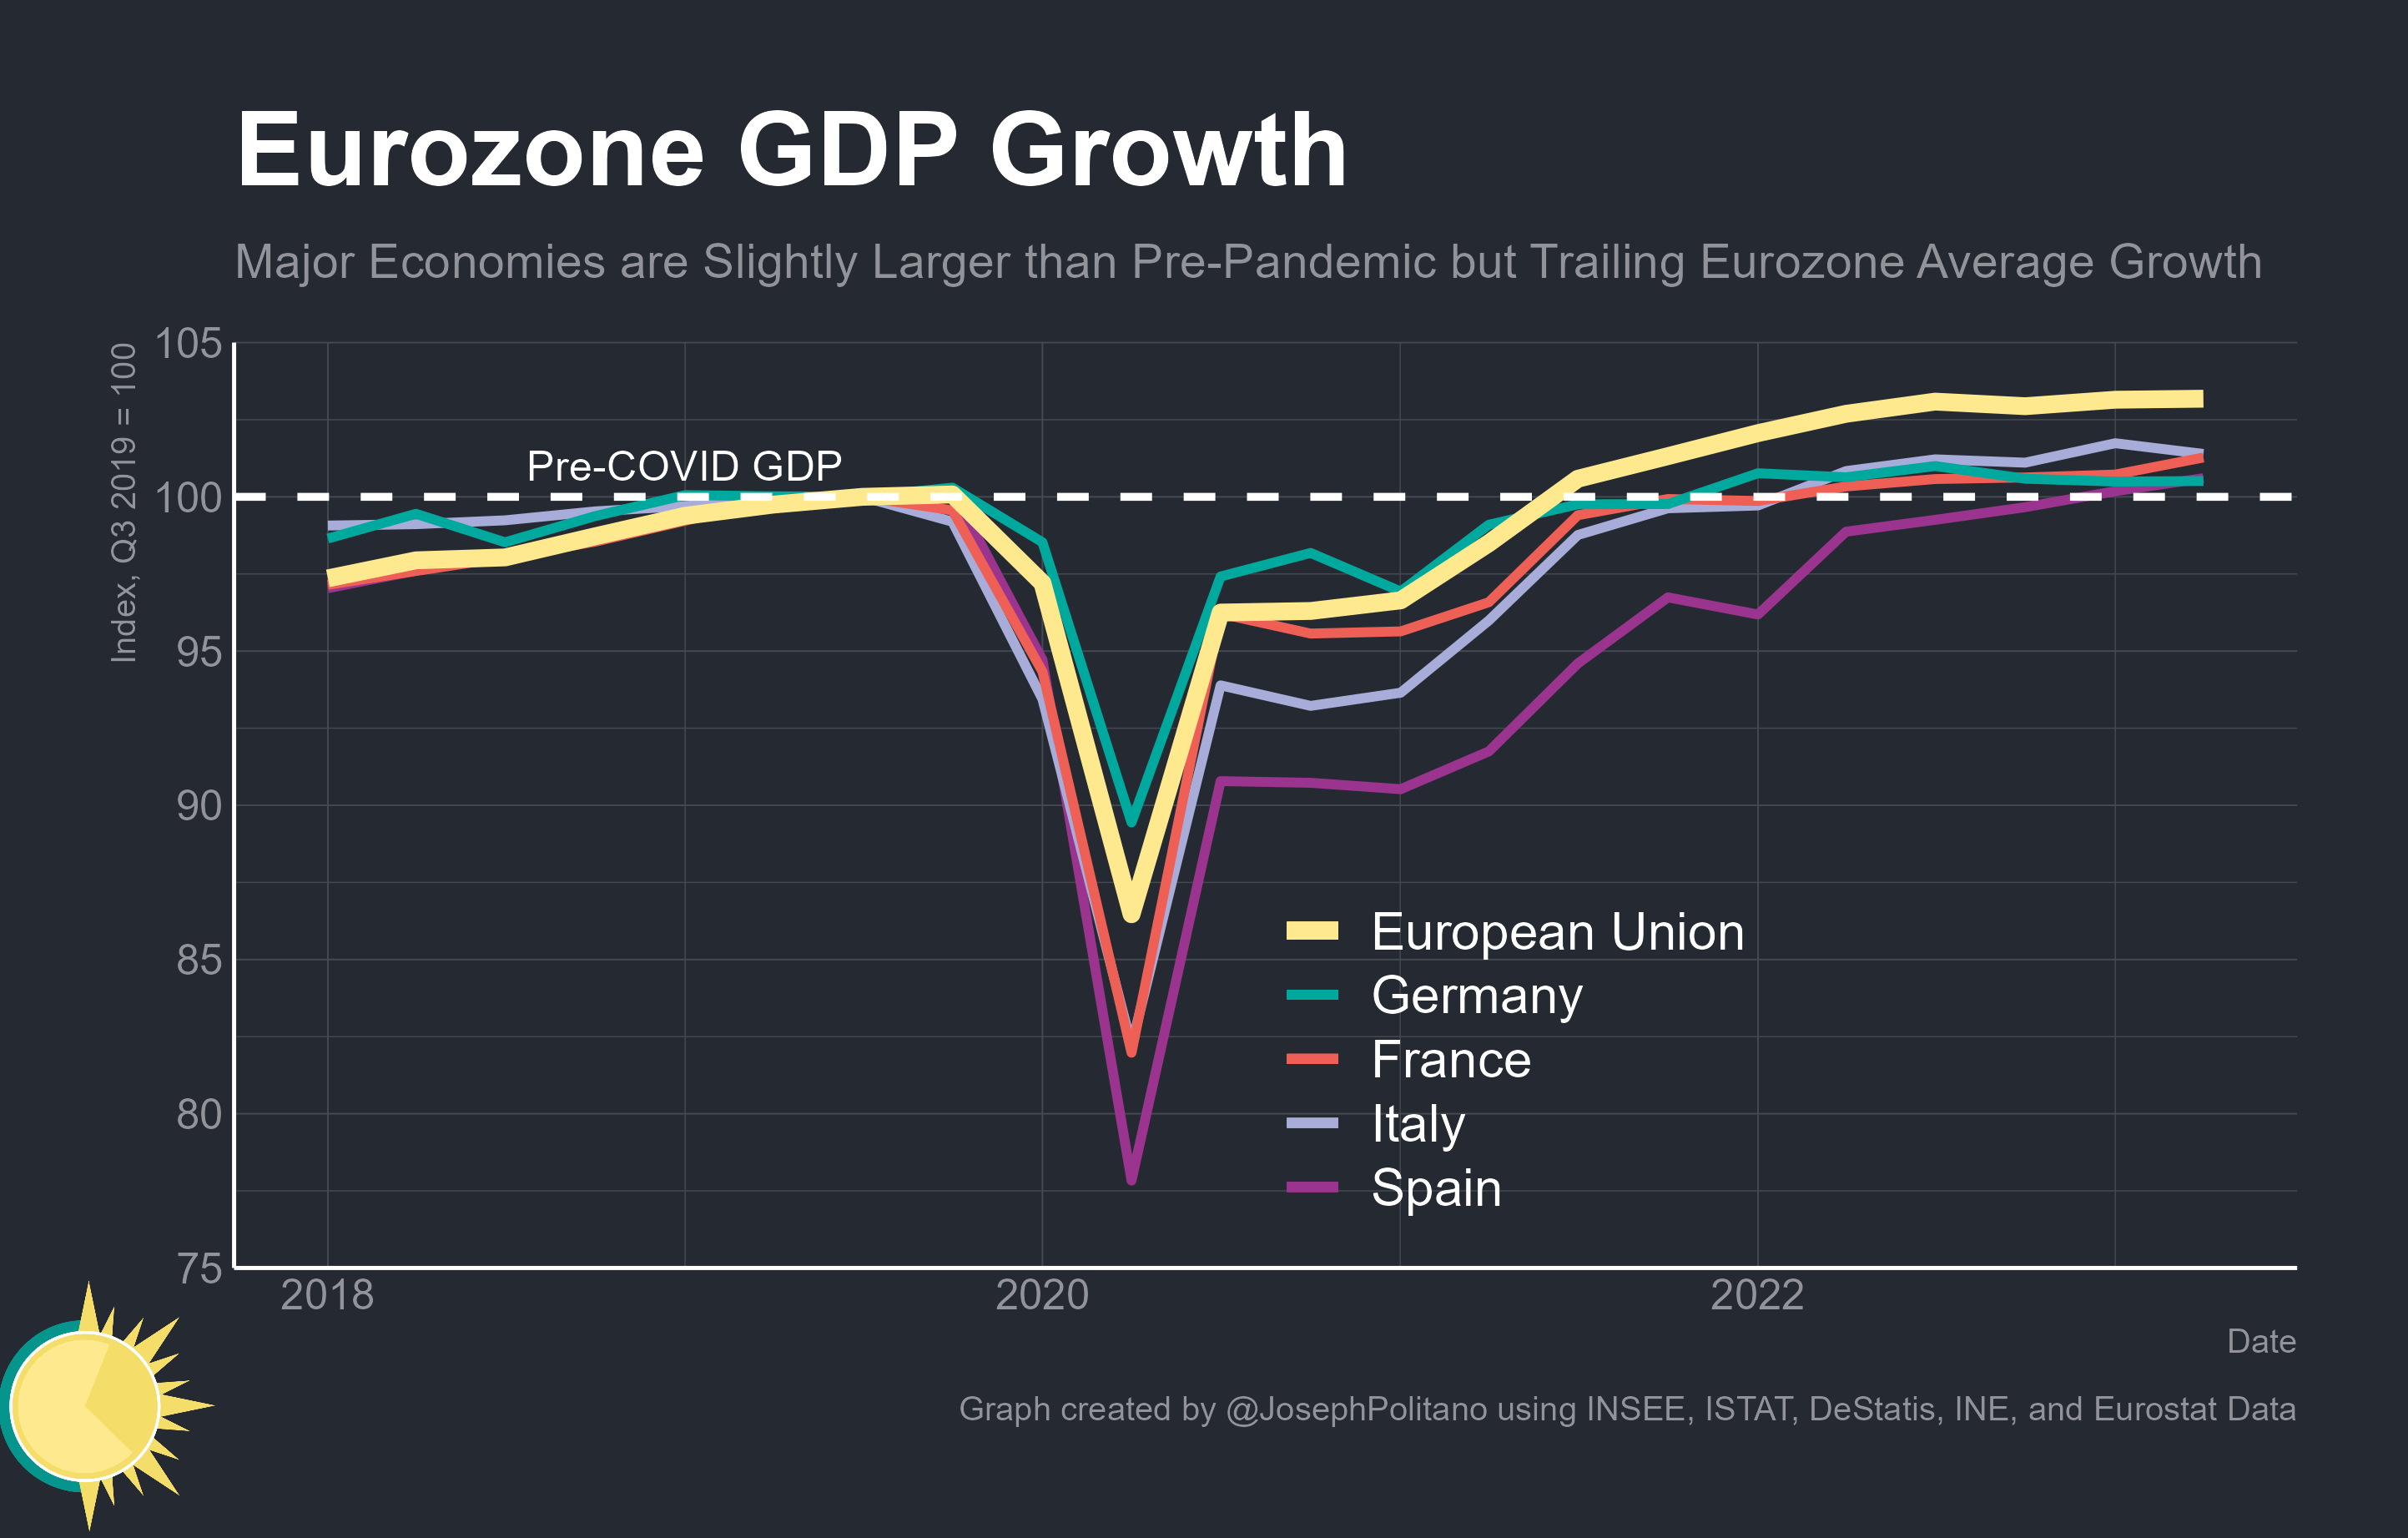 Eurozone GDP Growth
Major Economies are Slightly Larger than Pre-Pandemic but Trailing Eurozone Average Growth
Index, Q3 2019 = 100
105
100
95
90
85
80
75
Pre-COVID GDP
European Union
Germany
France
Italy
Spain
2018
2020
2022
Date
Graph created by @JosephPolitano using INSEE, ISTAT, DeStatis, INE, and Eurostat Data